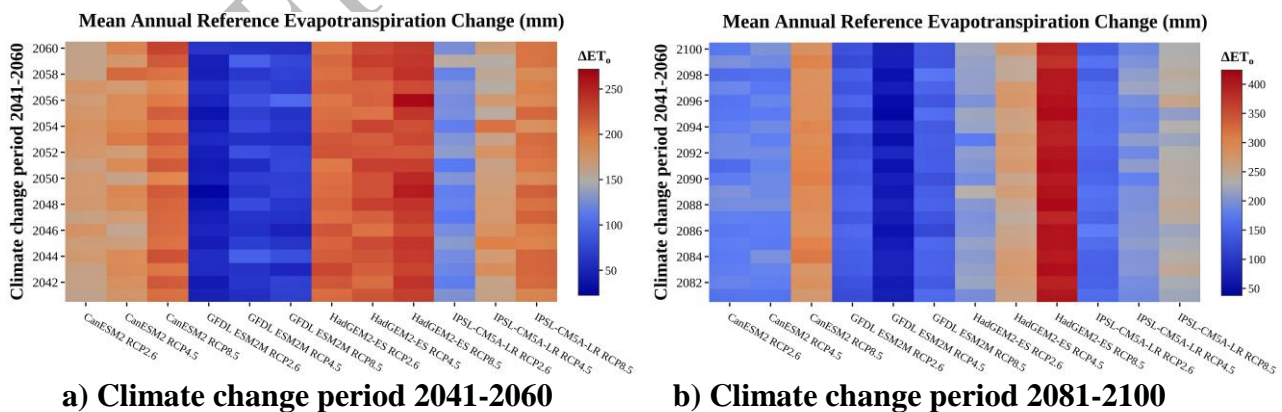 Mean Annual Reference Evapotranspiration Change (mm)
Climate change period 2041-2060
2060
2058
2056
2054
2052
2050
2048
2046
2044
2042
ΔETo
250
200
150
100
50
CanESM2 RCP2.6
CanESM2 RCP4.5
CanESM2 RCP8.5
GFDL ESM2M RCP2.6
GFDL ESM2M RCP4.5
GFDL ESM2M RCP8.5
HadGEM2-ES RCP2.6
HadGEM2-ES RCP4.5
HadGEM2-ES RCP8.5
IPSL-CM5A-LR RCP2.6
IPSL-CM5A-LR RCP4.5
IPSL-CM5A-LR RCP8.5
a) Climate change period 2041-2060
Mean Annual Reference Evapotranspiration Change (mm)
Climate change period 2041-2060
2100
2098
2096
2094
2092
2090
2088
2086
2084
2082
ΔETo
400
350
300
250
200
150
100
50
CanESM2 RCP2.6
CanESM2 RCP4.5
CanESM2 RCP8.5
GFDL ESM2M RCP2.6
GFDL ESM2M RCP4.5
GFDL ESM2M RCP8.5
HadGEM2-ES RCP2.6
HadGEM2-ES RCP4.5
HadGEM2-ES RCP8.5
IPSL-CM5A-LR RCP2.6
IPSL-CM5A-LR RCP4.5
IPSL-CM5A-LR RCP8.5
b) Climate change period 2081-2100